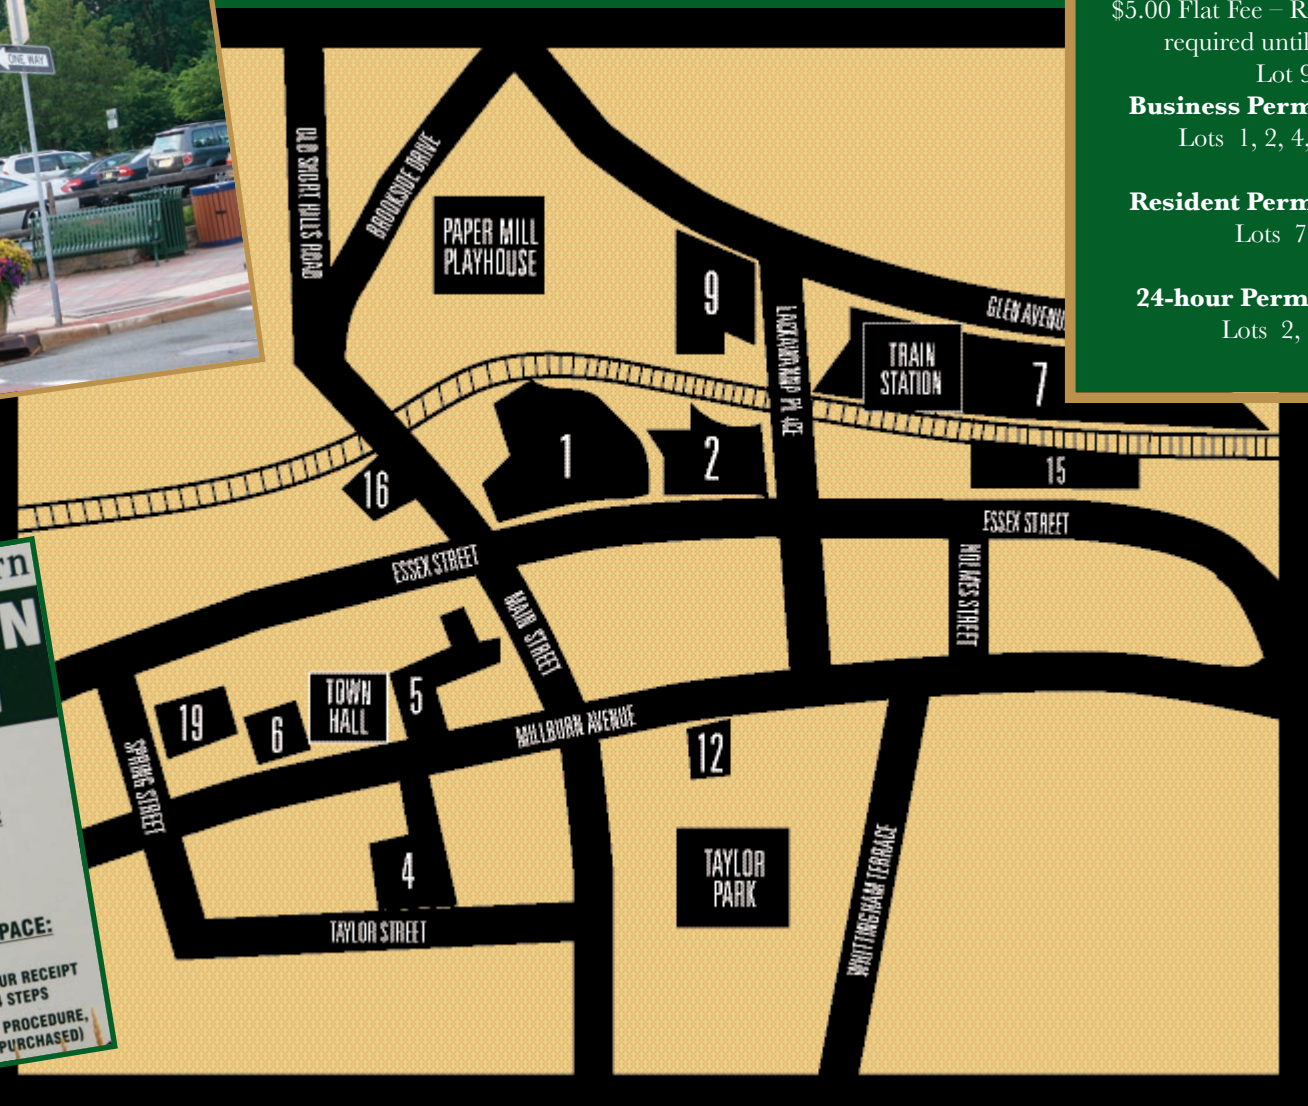 ONE WAY
$5.00 Flat Fee – R
required until
Lot 9
Business Perm
Lots 1, 2, 4,
Resident Perm
Lots 7
24-hour Perm
Lots 2,
OLD SHORT HILLS ROAD
BROOKSIDE DRIVE
PAPER MILL
PLAYHOUSE
9
LACKAWANNA PLACE
GLEN AVENU
TRAIN
STATION
7
1
2
15
16
ESSEX STREET
ESSEX STREET
HOLMES STREET
MAIN STREET
rn
N
19
6
TOWN
HALL
5
MILLBURN AVENUE
12
SPRING STREET
4
TAYLOR
PARK
WHITTINGHAM TERRACE
TAYLOR STREET
PACE:
UR RECEIPT
STEPS
PROCEDURE,
PURCHASED)